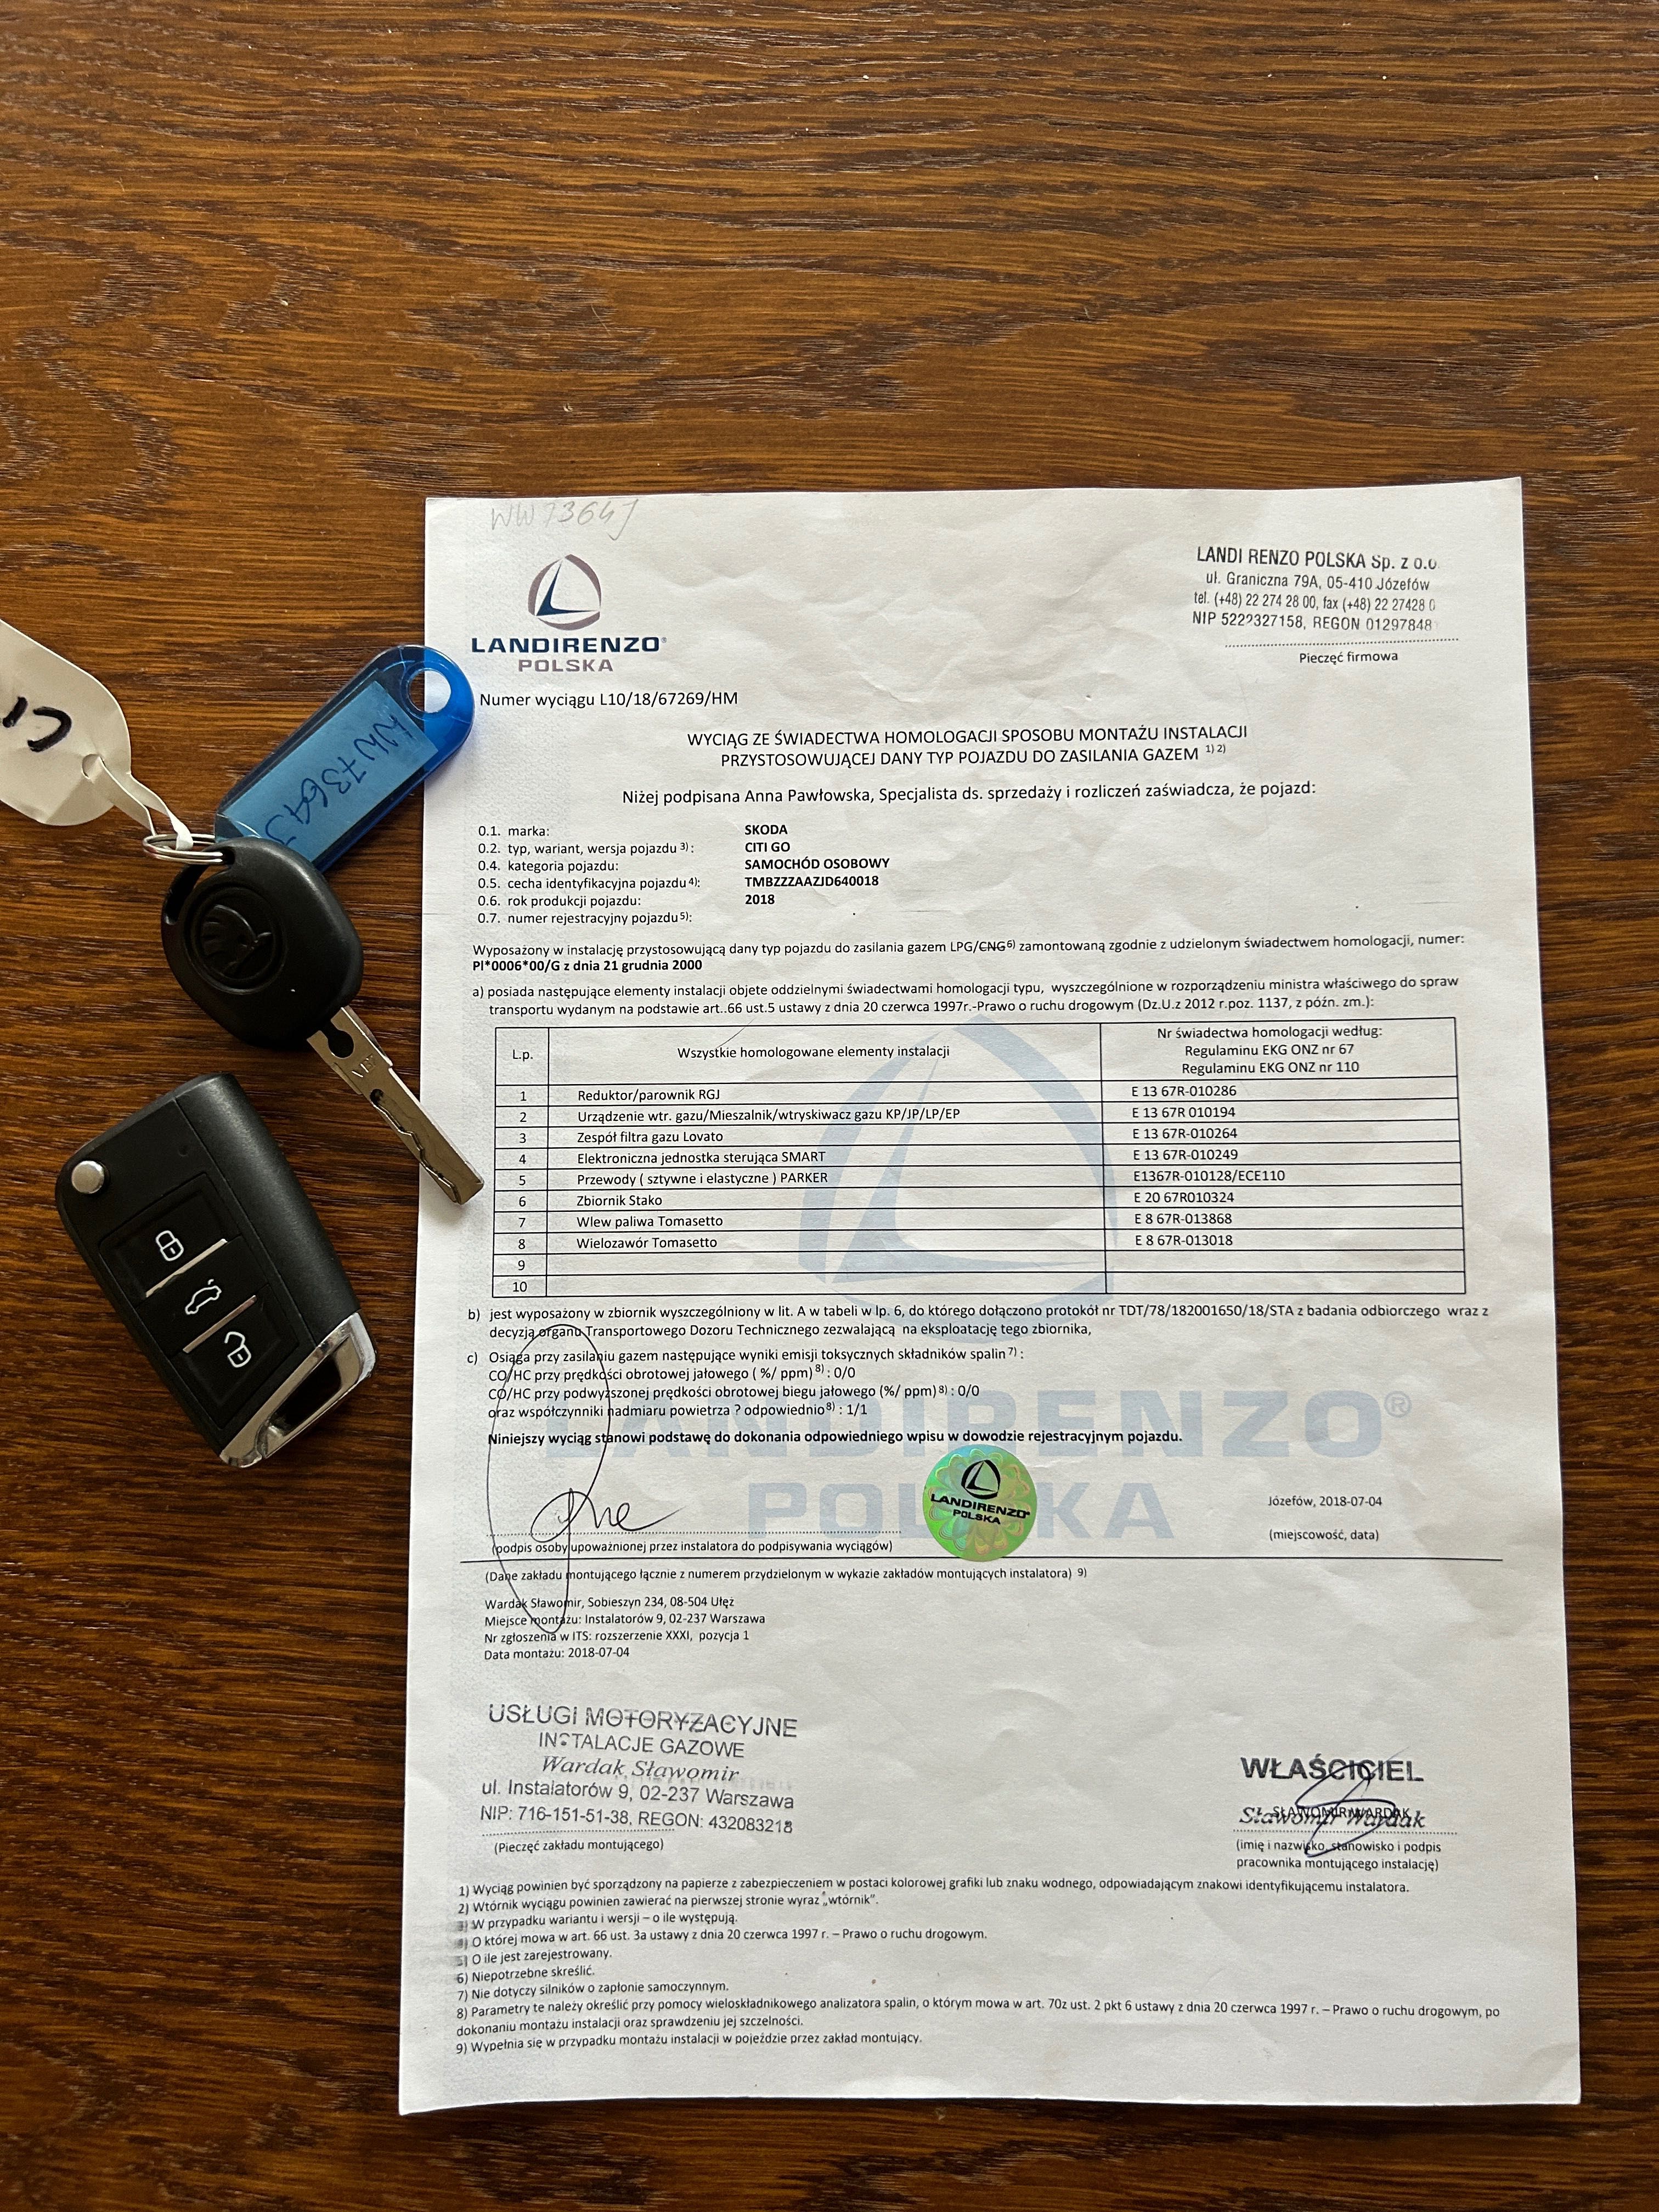 WW7364J
LANDIRENZO®
POLSKA
LANDI RENZO POLSKA Sp. z o.o.
ul. Graniczna 79A, 05-410 Józefów
tel. (+48) 22 274 28 00, fax (+48) 22 27428 0
NIP 5222327158, REGON 01297848
Pieczęć firmowa
Numer wyciągu L10/18/67269/HM
WYCIĄG ZE ŚWIADECTWA HOMOLOGACJI SPOSOBU MONTAŻU INSTALACJI
PRZYSTOSOWUJĄCEJ DANY TYP POJAZDU DO ZASILANIA GAZEM 1) 2)
Niżej podpisana Anna Pawłowska, Specjalista ds. sprzedaży i rozliczeń zaświadcza, że pojazd:
0.1. marka: SKODA
0.2. typ, wariant, wersja pojazdu 3): CITI GO
0.4. kategoria pojazdu: SAMOCHÓD OSOBOWY
0.5. cecha identyfikacyjna pojazdu 4): TMBZZZAAZJD640018
0.6. rok produkcji pojazdu: 2018
0.7. numer rejestracyjny pojazdu 5):
Wyposażony w instalację przystosowującą dany typ pojazdu do zasilania gazem LPG/CNG6) zamontowaną zgodnie z udzielonym świadectwem homologacji, numer:
PI*0006*00/G z dnia 21 grudnia 2000
a) posiada następujące elementy instalacji objete oddzielnymi świadectwami homologacji typu, wyszczególnione w rozporządzeniu ministra właściwego do spraw
transportu wydanym na podstawie art..66 ust.5 ustawy z dnia 20 czerwca 1997r.-Prawo o ruchu drogowym (Dz.U.z 2012 r.poz. 1137, z późn. zm.):
L.p. Wszystkie homologowane elementy instalacji Nr świadectwa homologacji według:
Regulaminu EKG ONZ nr 67
Regulaminu EKG ONZ nr 110
1 Reduktor/parownik RGJ E 13 67R-010286
2 Urządzenie wtr. gazu/Mieszalnik/wtryskiwacz gazu KP/JP/LP/EP E 13 67R 010194
3 Zespół filtra gazu Lovato E 13 67R-010264
4 Elektroniczna jednostka sterująca SMART E 13 67R-010249
5 Przewody ( sztywne i elastyczne ) PARKER E1367R-010128/ECE110
6 Zbiornik Stako E 20 67R010324
7 Wlew paliwa Tomasetto E 8 67R-013868
8 Wielozawór Tomasetto E 8 67R-013018
9
10
b) jest wyposażony w zbiornik wyszczególniony w lit. A w tabeli w lp. 6, do którego dołączono protokół nr TDT/78/182001650/18/STA z badania odbiorczego wraz z
decyzją organu Transportowego Dozoru Technicznego zezwalającą na eksploatację tego zbiornika,
c) Osiąga przy zasilaniu gazem następujące wyniki emisji toksycznych składników spalin 7) :
CO/HC przy prędkości obrotowej jałowego ( %/ ppm) 8) : 0/0
CO/HC przy podwyższonej prędkości obrotowej biegu jałowego (%/ ppm) 8) : 0/0
oraz współczynniki nadmiaru powietrza ? odpowiednio8) : 1/1
Niniejszy wyciąg stanowi podstawę do dokonania odpowiedniego wpisu w dowodzie rejestracyjnym pojazdu.
LANDIRENZO®
POLSKA
LANDIRENZO®
POLSKA
Józefów, 2018-07-04
(podpis osoby upoważnionej przez instalatora do podpisywania wyciągów)
(miejscowość, data)
(Dane zakładu montującego łącznie z numerem przydzielonym w wykazie zakładów montujących instalatora) 9)
Wardak Sławomir, Sobieszyn 234, 08-504 Ułęż
Miejsce montażu: Instalatorów 9, 02-237 Warszawa
Nr zgłoszenia w ITS: rozszerzenie XXXI, pozycja 1
Data montażu: 2018-07-04
USŁUGI MOTORYZACYJNE
INSTALACJE GAZOWE
Wardak Sławomir
ul. Instalatorów 9, 02-237 Warszawa
NIP: 716-151-51-38, REGON: 432083218
(Pieczęć zakładu montującego)
WŁAŚCICIEL
SŁAWOMIR WARDAK
Sławomir Wardak
(imię i nazwisko, stanowisko i podpis
pracownika montującego instalację)
1) Wyciąg powinien być sporządzony na papierze z zabezpieczeniem w postaci kolorowej grafiki lub znaku wodnego, odpowiadającym znakowi identyfikującemu instalatora.
2) Wtórnik wyciągu powinien zawierać na pierwszej stronie wyraz „wtórnik”.
3) W przypadku wariantu i wersji – o ile występują.
4) O której mowa w art. 66 ust. 3a ustawy z dnia 20 czerwca 1997 r. – Prawo o ruchu drogowym.
5) O ile jest zarejestrowany.
6) Niepotrzebne skreślić.
7) Nie dotyczy silników o zapłonie samoczynnym.
8) Parametry te należy określić przy pomocy wieloskładnikowego analizatora spalin, o którym mowa w art. 70z ust. 2 pkt 6 ustawy z dnia 20 czerwca 1997 r. – Prawo o ruchu drogowym, po
dokonaniu montażu instalacji oraz sprawdzeniu jej szczelności.
9) Wypełnia się w przypadku montażu instalacji w pojeździe przez zakład montujący.
WW7364J